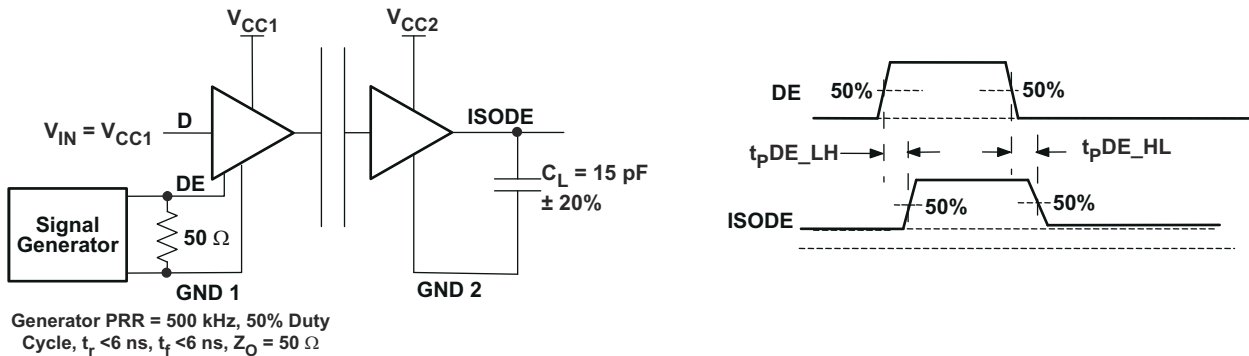 VCC1
VCC2
D
VIN = VCC1
ISODE
DE
CL = 15 pF
± 20%
Signal
Generator
50 Ω
GND 1
GND 2
Generator PRR = 500 kHz, 50% Duty
Cycle, tr <6 ns, tf <6 ns, ZO = 50 Ω
DE
50%
50%
tPDE_LH
tPDE_HL
ISODE
50%
50%